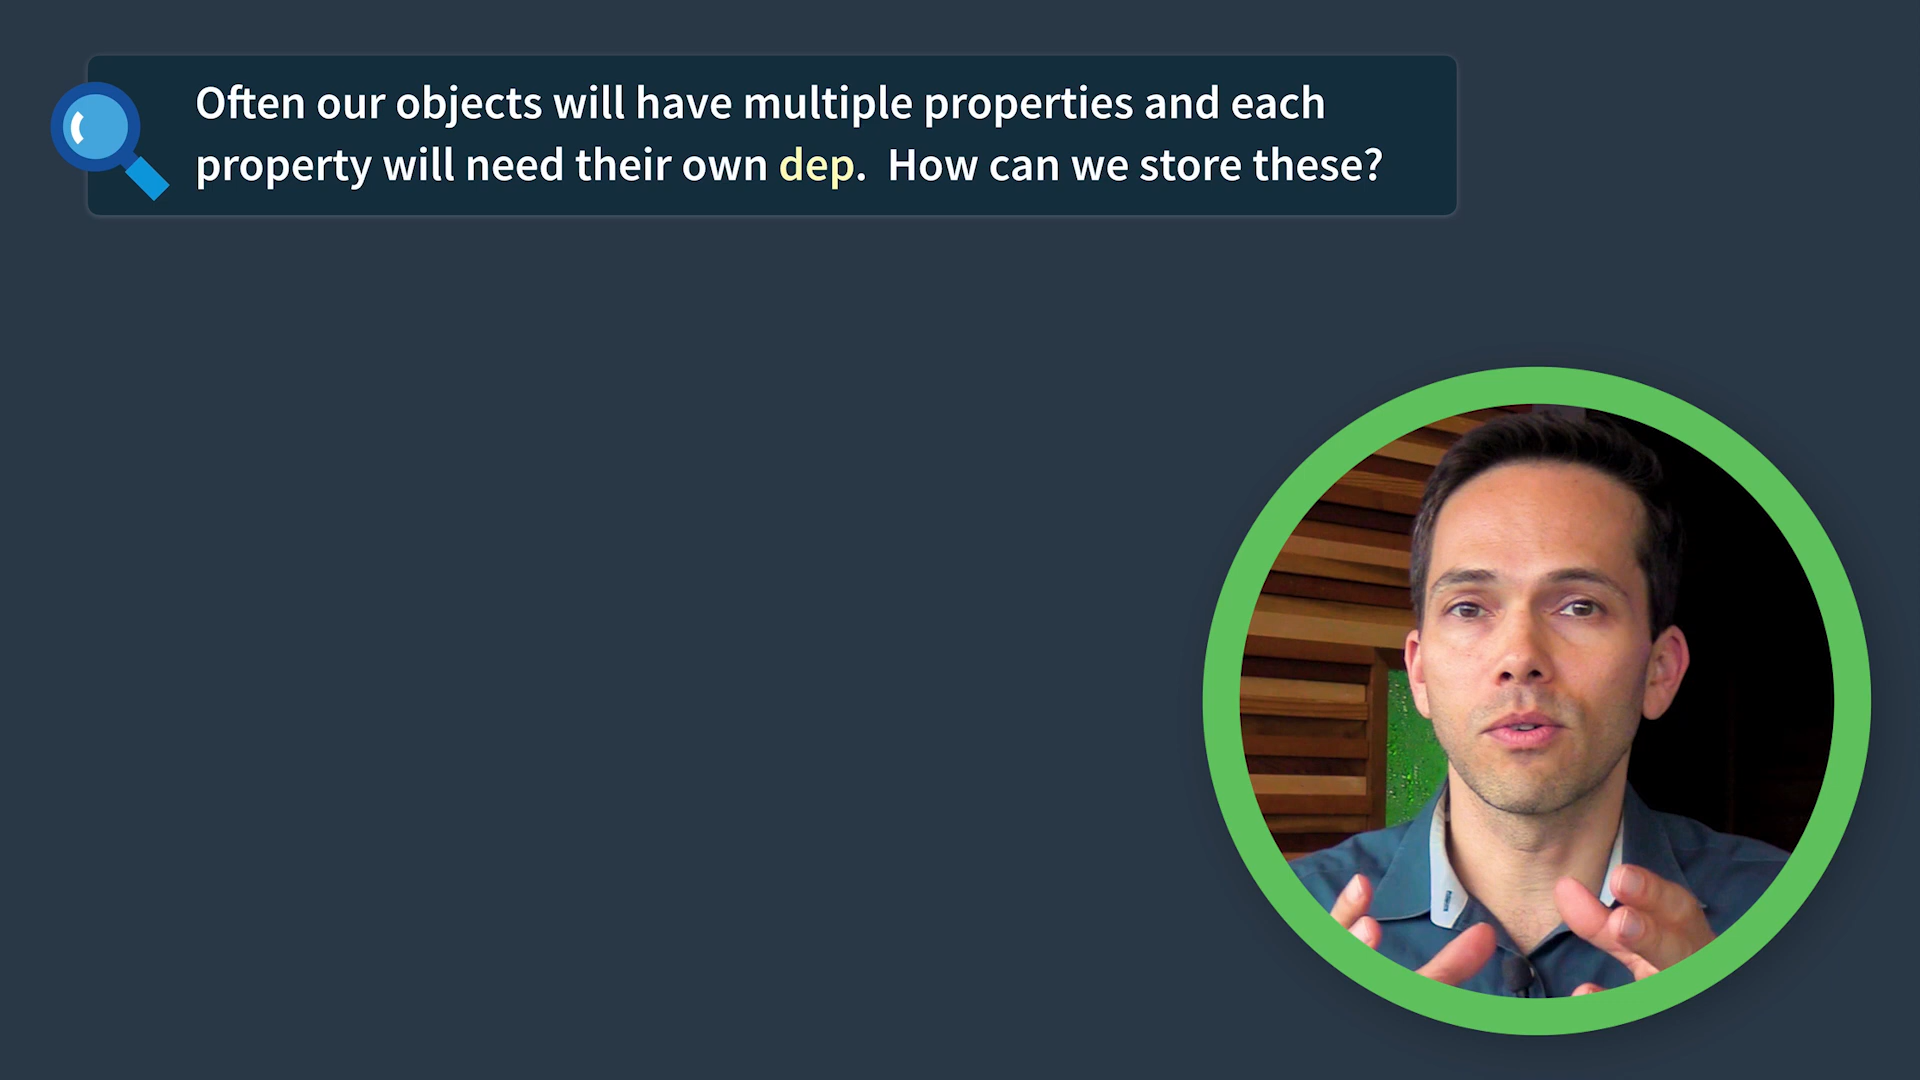 Often our objects will have multiple properties and each
property will need their own dep.  How can we store these?